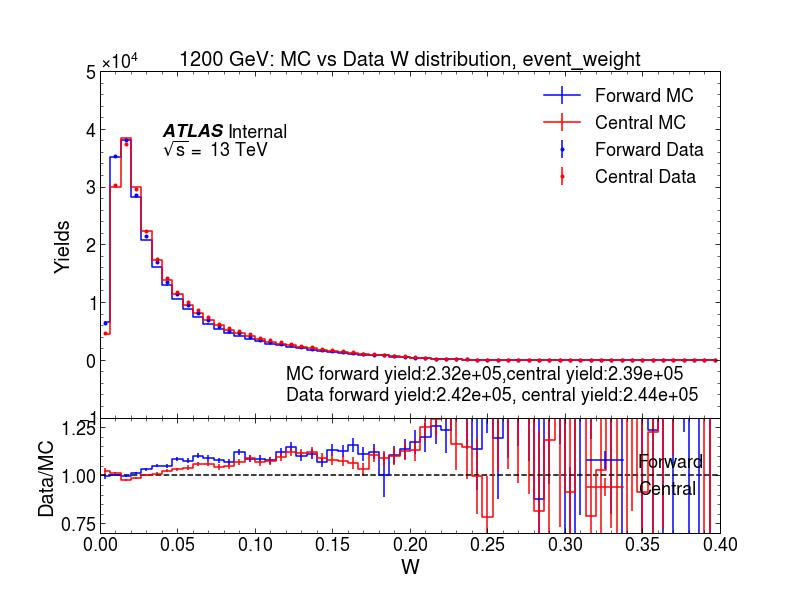 ×10⁴
1200 GeV: MC vs Data W distribution, event_weight
5
4
3
2
1
0
−1
Yields
ATLAS Internal
√s = 13 TeV
Forward MC
Central MC
Forward Data
Central Data
MC forward yield:2.32e+05,central yield:2.39e+05
Data forward yield:2.42e+05, central yield:2.44e+05
1.25
1.00
0.75
Data/MC
Forward
Central
0.00 0.05 0.10 0.15 0.20 0.25 0.30 0.35 0.40
W